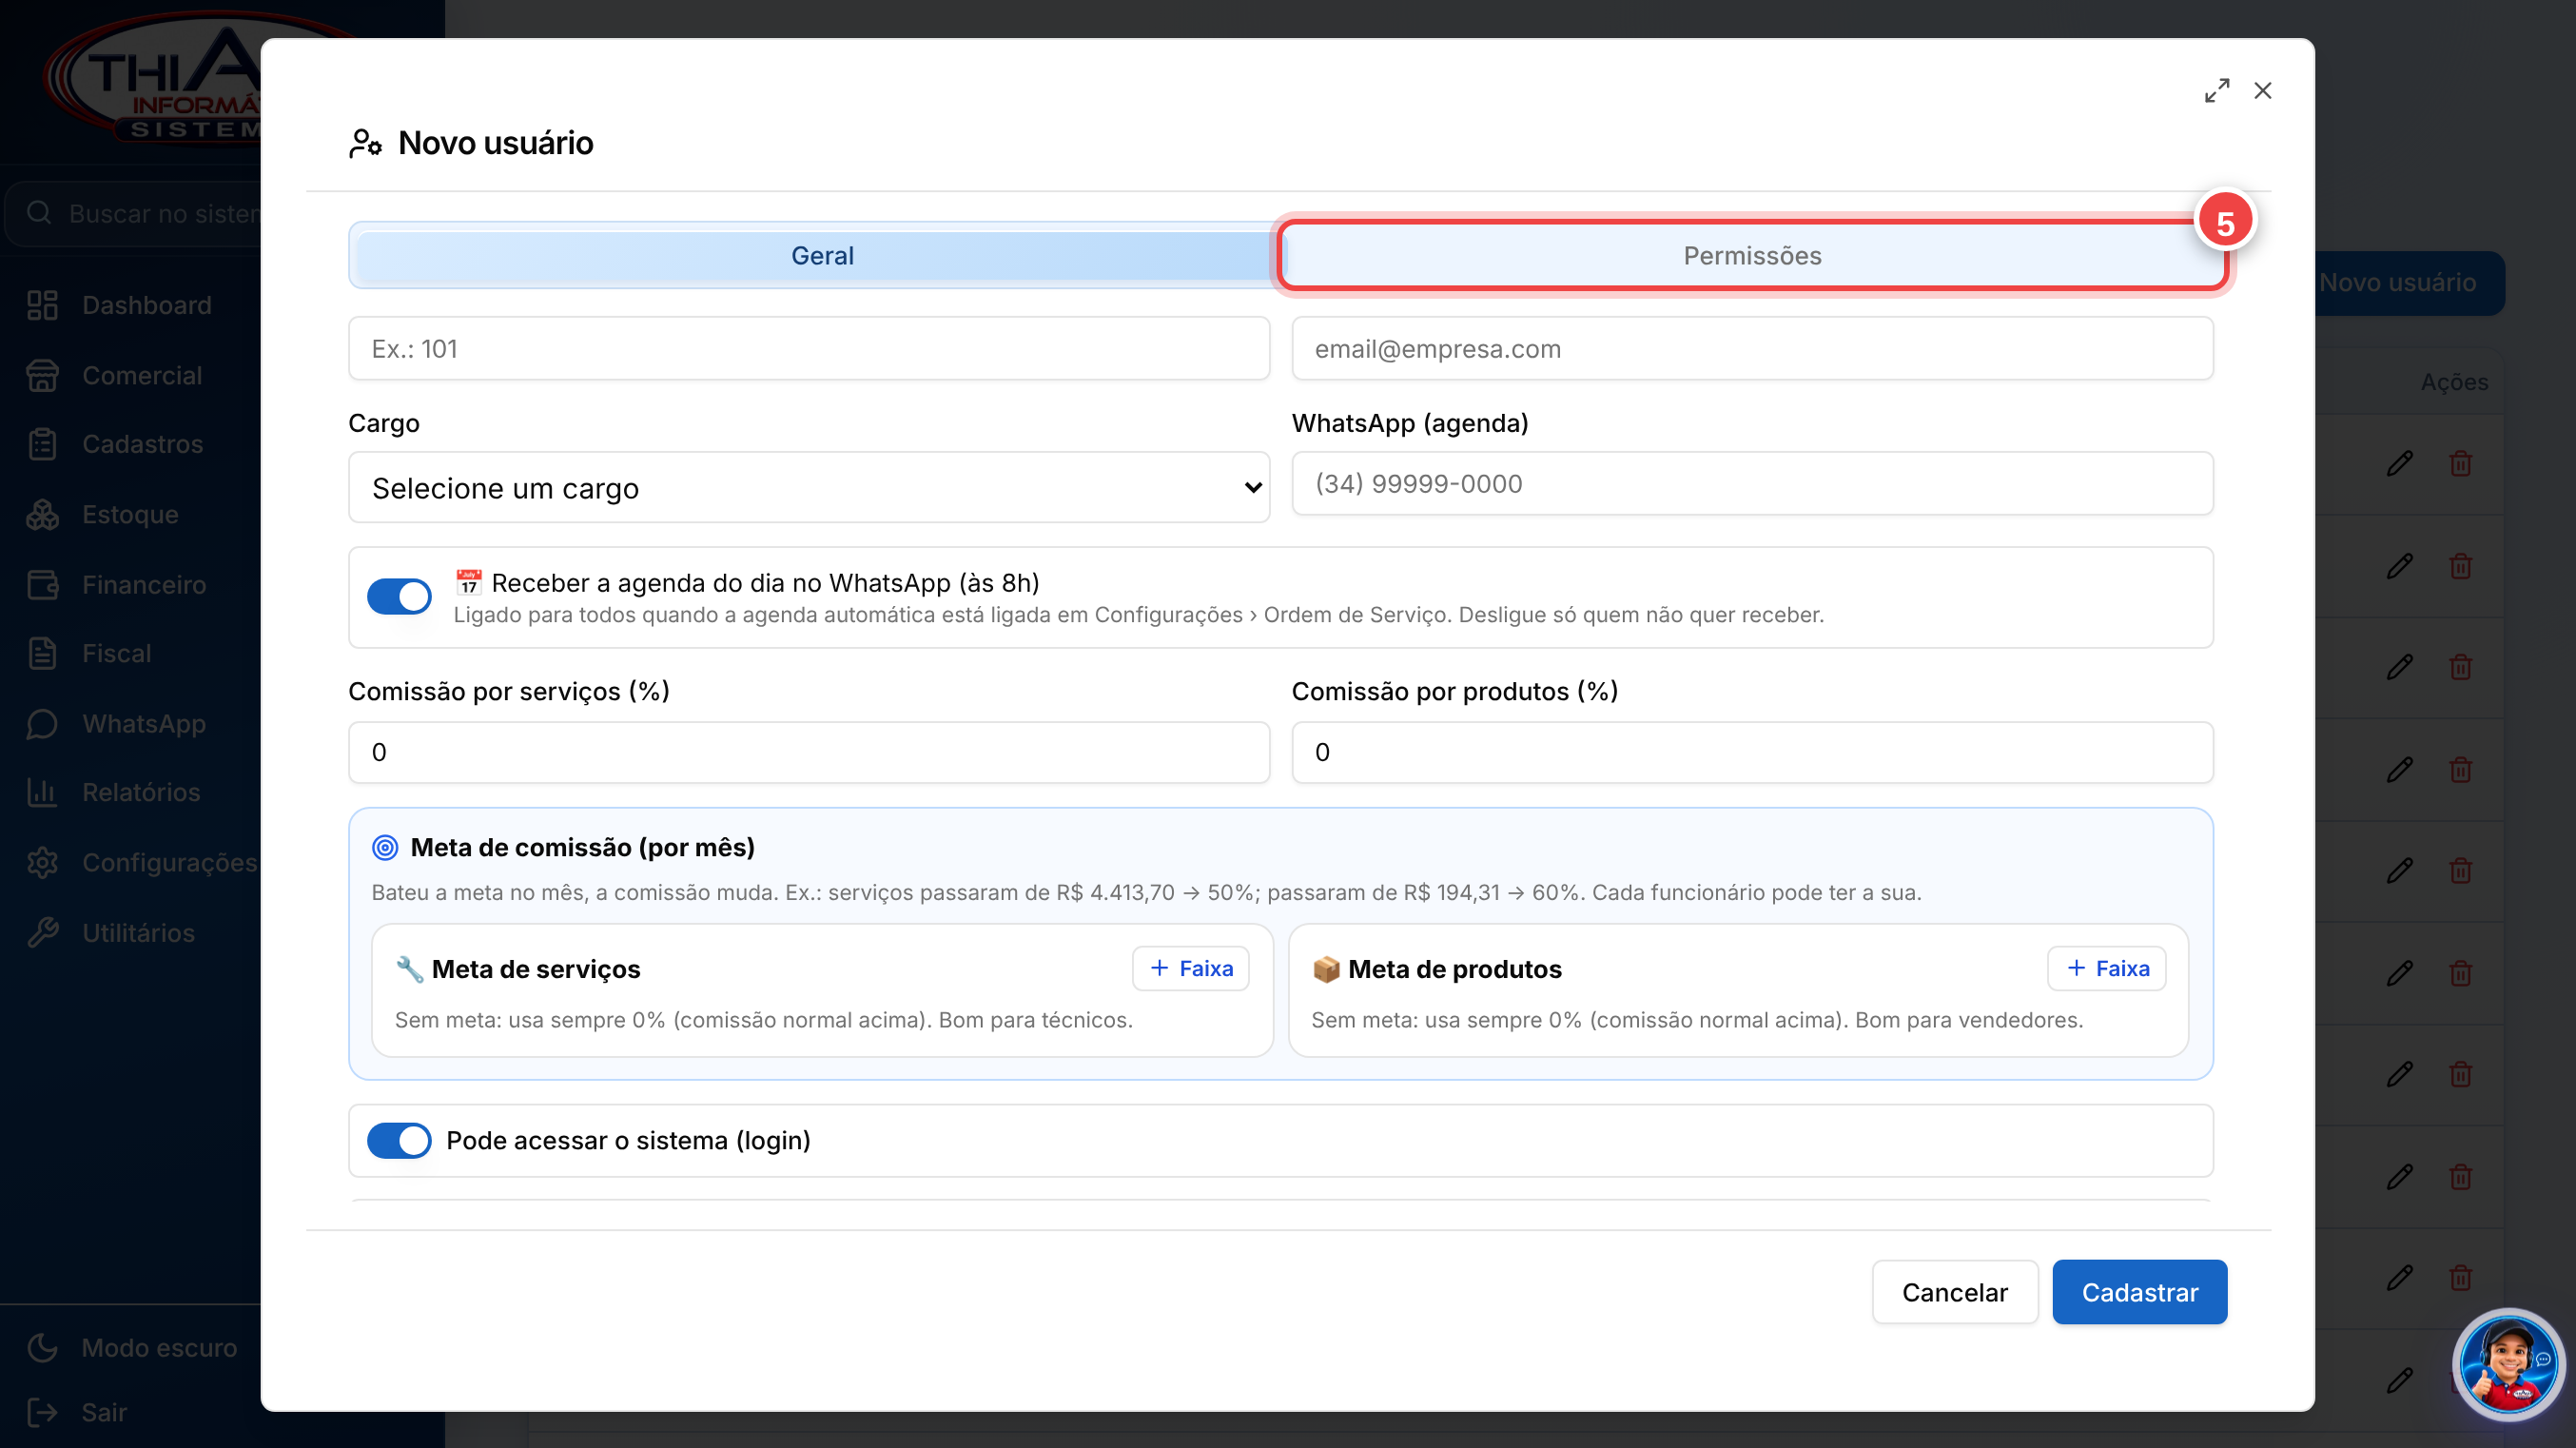 THIA
INFORMÁ
SISTEM
Buscar no sister
Dashboard
Comercial
Cadastros
Estoque
Financeiro
Fiscal
WhatsApp
Relatórios
Configurações
Utilitários
Modo escuro
Sair
Novo usuário
Geral
Permissões
5
Ex.: 101
email@empresa.com
Cargo
WhatsApp (agenda)
Selecione um cargo
(34) 99999-0000
Receber a agenda do dia no WhatsApp (às 8h)
Ligado para todos quando a agenda automática está ligada em Configurações › Ordem de Serviço. Desligue só quem não quer receber.
Comissão por serviços (%)
Comissão por produtos (%)
0
0
Meta de comissão (por mês)
Bateu a meta no mês, a comissão muda. Ex.: serviços passaram de R$ 4.413,70 → 50%; passaram de R$ 194,31 → 60%. Cada funcionário pode ter a sua.
Meta de serviços
+ Faixa
Sem meta: usa sempre 0% (comissão normal acima). Bom para técnicos.
Meta de produtos
+ Faixa
Sem meta: usa sempre 0% (comissão normal acima). Bom para vendedores.
Pode acessar o sistema (login)
Cancelar
Cadastrar
Novo usuário
Ações